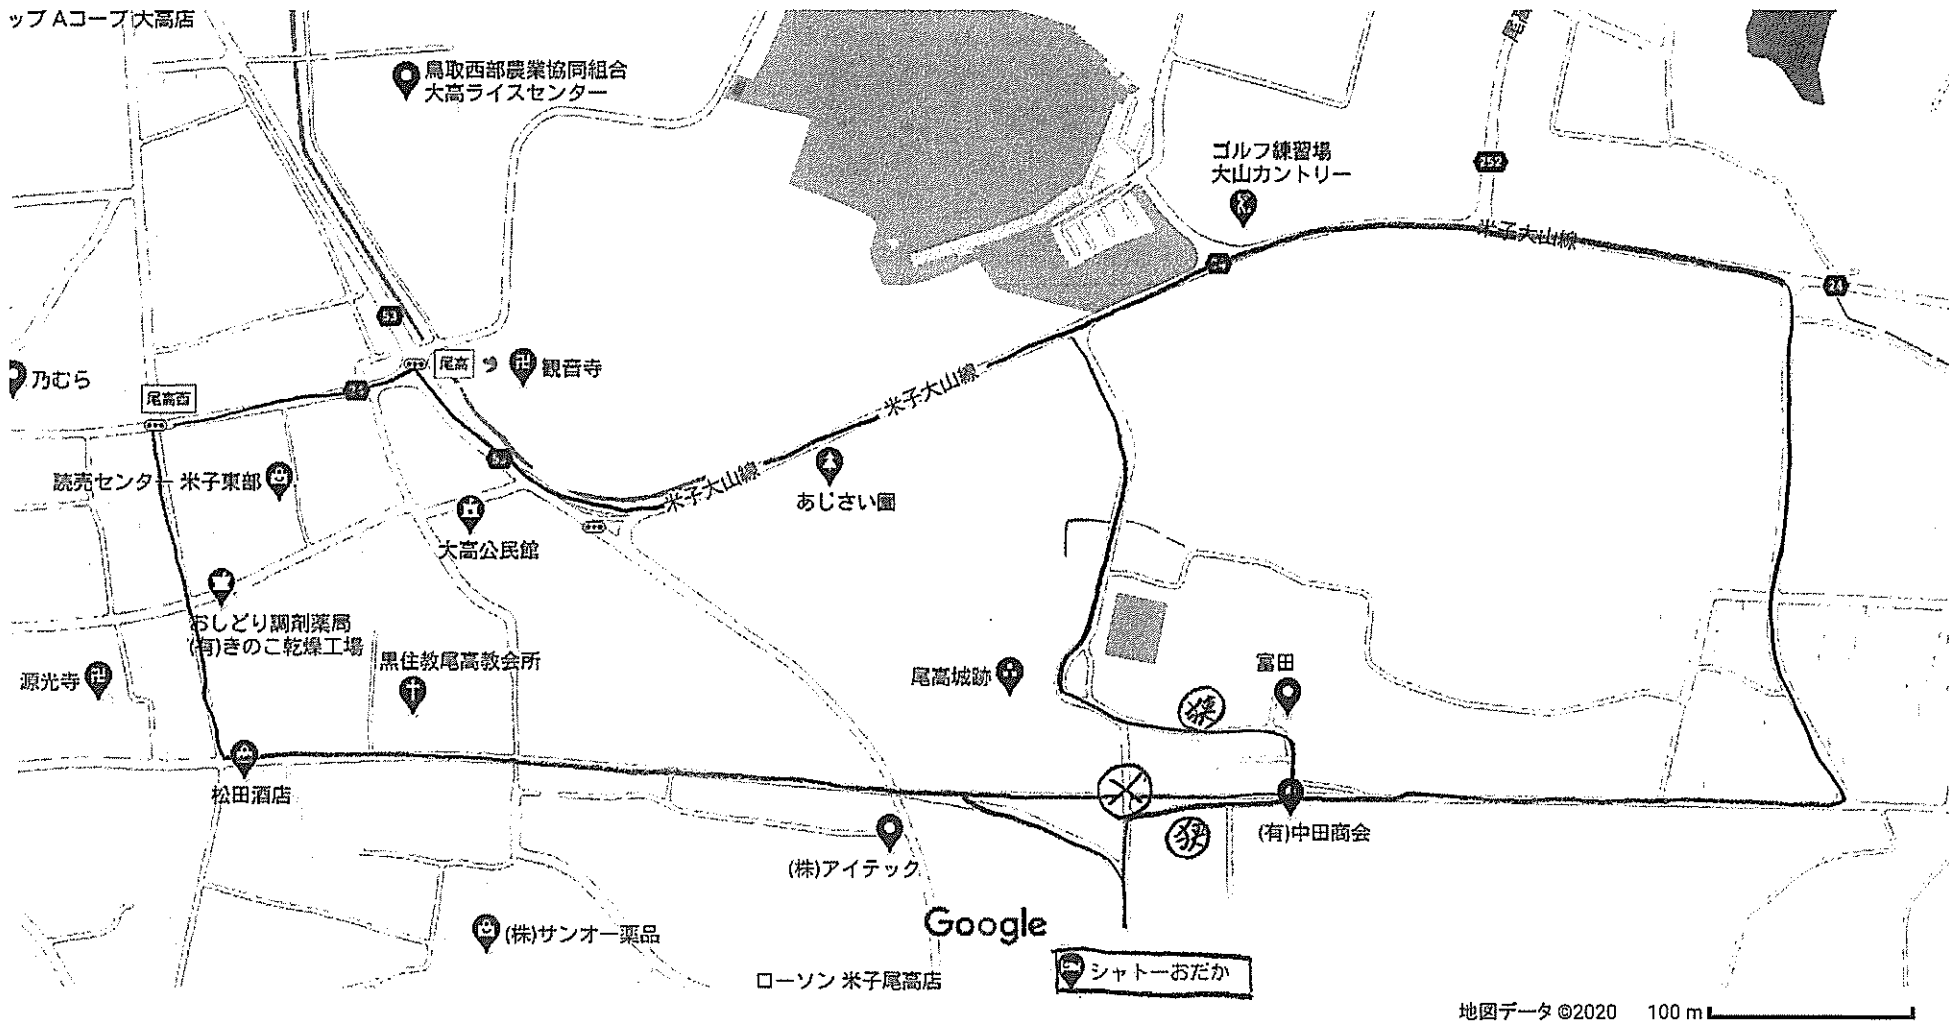 ップ Aコープ 大高店
鳥取西部農業協同組合
大高ライスセンター
尾高
ゴルフ練習場
大山カントリー
252
米子大山線
24
24
53
尾高
観音寺
乃むら
24
尾高西
米子大山線
53
読売センター 米子東部
米子大山線
あじさい園
大高公民館
おしどり調剤薬局
(有)きのこ乾燥工場
源光寺
黒住教尾高教会所
尾高城跡
富田
狭
松田酒店
狭
(有)中田商会
(株)アイテック
Google
(株)サンオー薬品
シャトーおだか
ローソン 米子尾高店
地図データ ©2020 100 m